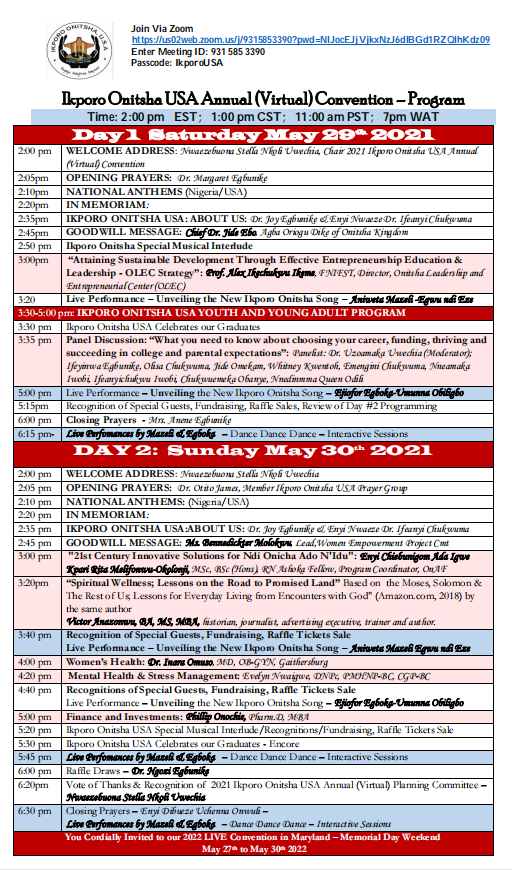 IKPORO ONITSHA, U.S.A
Join Via Zoom
https://us02web.zoom.us/j/9315853390?pwd=NlJocEJjVjkxNzJ6dlBGd1RZQlhKdz09
Enter Meeting ID: 931 585 3390
Passcode: IkporoUSA
Ikporo Onitsha USA Annual (Virtual) Convention – Program
Time: 2:00 pm EST; 1:00 pm CST; 11:00 am PST; 7pm WAT
Day 1 Saturday May 29th 2021
2:00 pm WELCOME ADDRESS: Nwaezebuona Stella Nkoli Uwechia, Chair 2021 Ikporo Onitsha USA Annual
(Virtual) Convention
2:05pm OPENING PRAYERS: Dr. Margaret Egbunike
2:10pm NATIONAL ANTHEMS (Nigeria/USA)
2:20pm IN MEMORIAM:
2:35pm IKPORO ONITSHA USA: ABOUT US: Dr. Joy Egbunike & Enyi Nwaeze Dr. Ifeanyi Chukwuma
2:45pm GOODWILL MESSAGE: Chief Dr. Jide Ebo, Agba Oriogu Dike of Onitsha Kingdom
2:50 pm Ikporo Onitsha Special Musical Interlude
3:00pm "Attaining Sustainable Development Through Effective Entrepreneurship Education &
Leadership - OLEC Strategy": Prof. Alex Ikechukwu Ikeme, FNIFST, Director, Onitsha Leadership and
Entrepreneurial Center (OLEC)
3:20 Live Performance – Unveiling the New Ikporo Onitsha Song – Aniweta Mazeli -Egwu ndi Eze
3:30-5:00 pm: IKPORO ONITSHA USA YOUTH AND YOUNG ADULT PROGRAM
3:30 pm Ikporo Onitsha USA Celebrates our Graduates
3:35 pm Panel Discussion: "What you need to know about choosing your career, funding, thriving and
succeeding in college and parental expectations": Panelist: Dr. Uzoamaka Uwechia (Moderator);
Ifeyinwa Egbunike, Olisa Chukwuma, Jide Omekam, Whitney Kwentoh, Emengini Chukwuma, Nneamaka
Iwobi, Ifeanyichukwu Iwobi, Chukwuemeka Obanye, Nnedimma Queen Odili
5:00 pm Live Performance – Unveiling the New Ikporo Onitsha Song – Ejiofor Egboka-Umunna Obiligbo
5:15pm Recognition of Special Guests, Fundraising, Raffle Sales, Review of Day #2 Programming
6:00 pm Closing Prayers - Mrs. Anene Egbunike
6:15 pm- Live Perfomances by Mazeli & Egboka – Dance Dance Dance – Interactive Sessions
DAY 2: Sunday May 30th 2021
2:00 pm WELCOME ADDRESS: Nwaezebuona Stella Nkoli Uwechia
2:05 pm OPENING PRAYERS: Dr. Otito James, Member Ikporo Onitsha USA Prayer Group
2:10 pm NATIONAL ANTHEMS: (Nigeria/USA)
2:20 pm IN MEMORIAM:
2:35 pm IKPORO ONITSHA USA:ABOUT US: Dr. Joy Egbunike & Enyi Nwaeze Dr. Ifeanyi Chukwuma
2:45 pm GOODWILL MESSAGE: Ms. Bennedickter Molokwu, Lead,Women Empowerment Project Cmt
3:00 pm "21st Century Innovative Solutions for Ndi Onicha Ado N'Idu": Enyi Chiebunigom Ada Igwe
Kpari Rita Melifonwu-Okolonji, MSc, BSc (Hons), RN Ashoka Fellow, Program Coordinator, OnAF
3:20pm "Spiritual Wellness; Lessons on the Road to Promised Land" Based on the Moses, Solomon &
The Rest of Us; Lessons for Everyday Living from Encounters with God" (Amazon.com, 2018) by
the same author
Victor Anazonwu, BA, MS, MBA, historian, journalist, advertising executive, trainer and author.
3:40 pm Recognition of Special Guests, Fundraising, Raffle Tickets Sale
Live Performance – Unveiling the New Ikporo Onitsha Song – Aniweta Mazeli Egwu ndi Eze
4:00 pm Women's Health: Dr. Inara Omuso, MD, OB-GYN, Gaithersburg
4:20 pm Mental Health & Stress Management: Evelyn Nwaigwe, DNPc, PMHNP-BC, CGP-BC
4:40 pm Recognitions of Special Guests, Fundraising, Raffle Tickets Sale
Live Performance – Unveiling the New Ikporo Onitsha Song – Ejiofor Egboka-Umunna Obiligbo
5:00 pm Finance and Investments: Phillip Onochie, Pharm.D, MBA
5:20 pm Ikporo Onitsha USA Special Musical Interlude/Recognitions/Fundraising, Raffle Tickets Sale
5:30 pm Ikporo Onitsha USA Celebrates our Graduates - Encore
5:45 pm Live Perfomances by Mazeli & Egboka – Dance Dance Dance – Interactive Sessions
6:00 pm Raffle Draws – Dr. Ngozi Egbunike
6:20pm Vote of Thanks & Recognition of 2021 Ikporo Onitsha USA Annual (Virtual) Planning Committee –
Nwaezebuona Stella Nkoli Uwechia
6:30 pm Closing Prayers – Enyi Dibueze Uchenna Onwuli –
Live Perfomances by Mazeli & Egboka – Dance Dance Dance – Interactive Sessions
You Cordially Invited to our 2022 LIVE Convention in Maryland – Memorial Day Weekend
May 27th to May 30th 2022